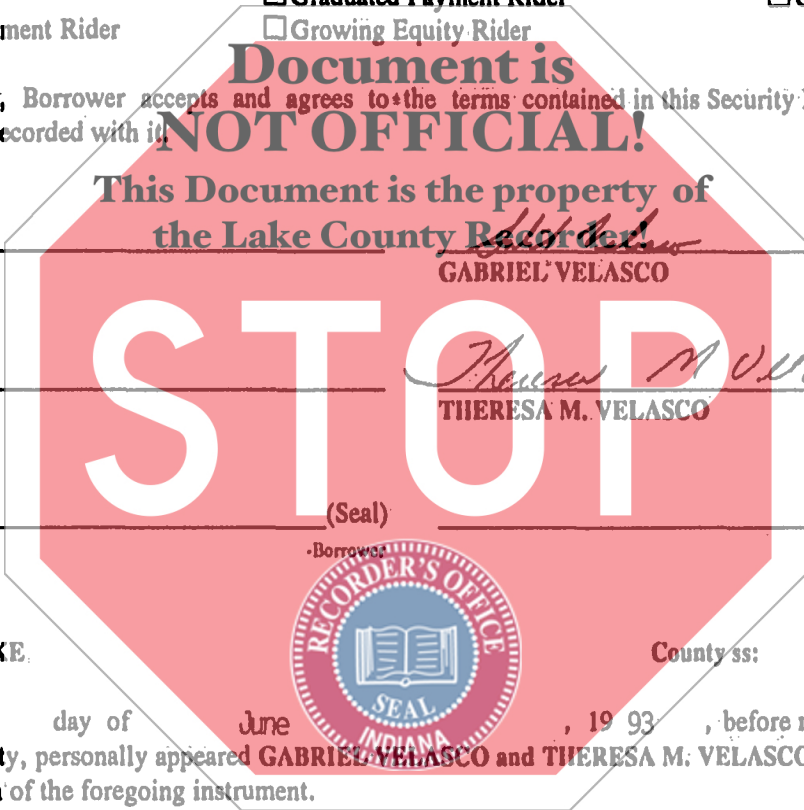 Graduated Payment Rider
ment Rider Growing Equity Rider
Document is
, Borrower accepts and agrees to the terms contained in this Security
ecorded with it.
NOT OFFICIAL!
This Document is the property of
the Lake County Recorder!
GABRIEL VELASCO
Theresa M
THERESA M. VELASCO
STOP
(Seal)
-Borrower
RECORDER'S OFFICE
SEAL
INDIANA
KE County ss:
day of June , 19 93 , before
ty, personally appeared GABRIEL VELASCO and THERESA M. VELASCO
of the foregoing instrument.